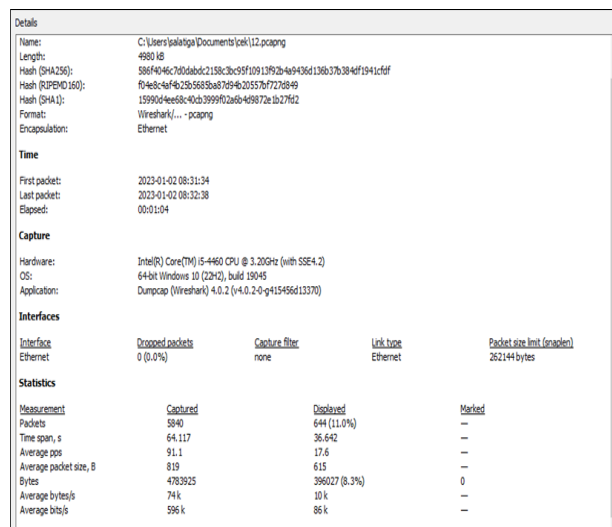 Details
Name: C:\Users\salatiga\Documents\cek\12.pcapng
Length: 4980 kB
Hash (SHA256): 586f4046c7d0dabdc2158c3bc95f10913f92b4a9436d136b37b384df1941cfdf
Hash (RIPEMD160): f04e8c4af4b25b5685ba87d94b20557bf727d849
Hash (SHA1): 15990d4ee68c40cb3999f02a6b4d9872e1b27fd2
Format: Wireshark/... - pcapng
Encapsulation: Ethernet
Time
First packet: 2023-01-02 08:31:34
Last packet: 2023-01-02 08:32:38
Elapsed: 00:01:04
Capture
Hardware: Intel(R) Core(TM) i5-4460 CPU @ 3.20GHz (with SSE4.2)
OS: 64-bit Windows 10 (22H2), build 19045
Application: Dumpcap (Wireshark) 4.0.2 (v4.0.2-0-g415456d13370)
Interfaces
Interface Dropped packets Capture filter Link type Packet size limit (snaplen)
Ethernet 0 (0.0%) none Ethernet 262144 bytes
Statistics
Measurement Captured Displayed Marked
Packets 5840 644 (11.0%) —
Time span, s 64.117 36.642 —
Average pps 91.1 17.6 —
Average packet size, B 819 615 —
Bytes 4783925 396027 (8.3%) 0
Average bytes/s 74 k 10 k —
Average bits/s 596 k 86 k —